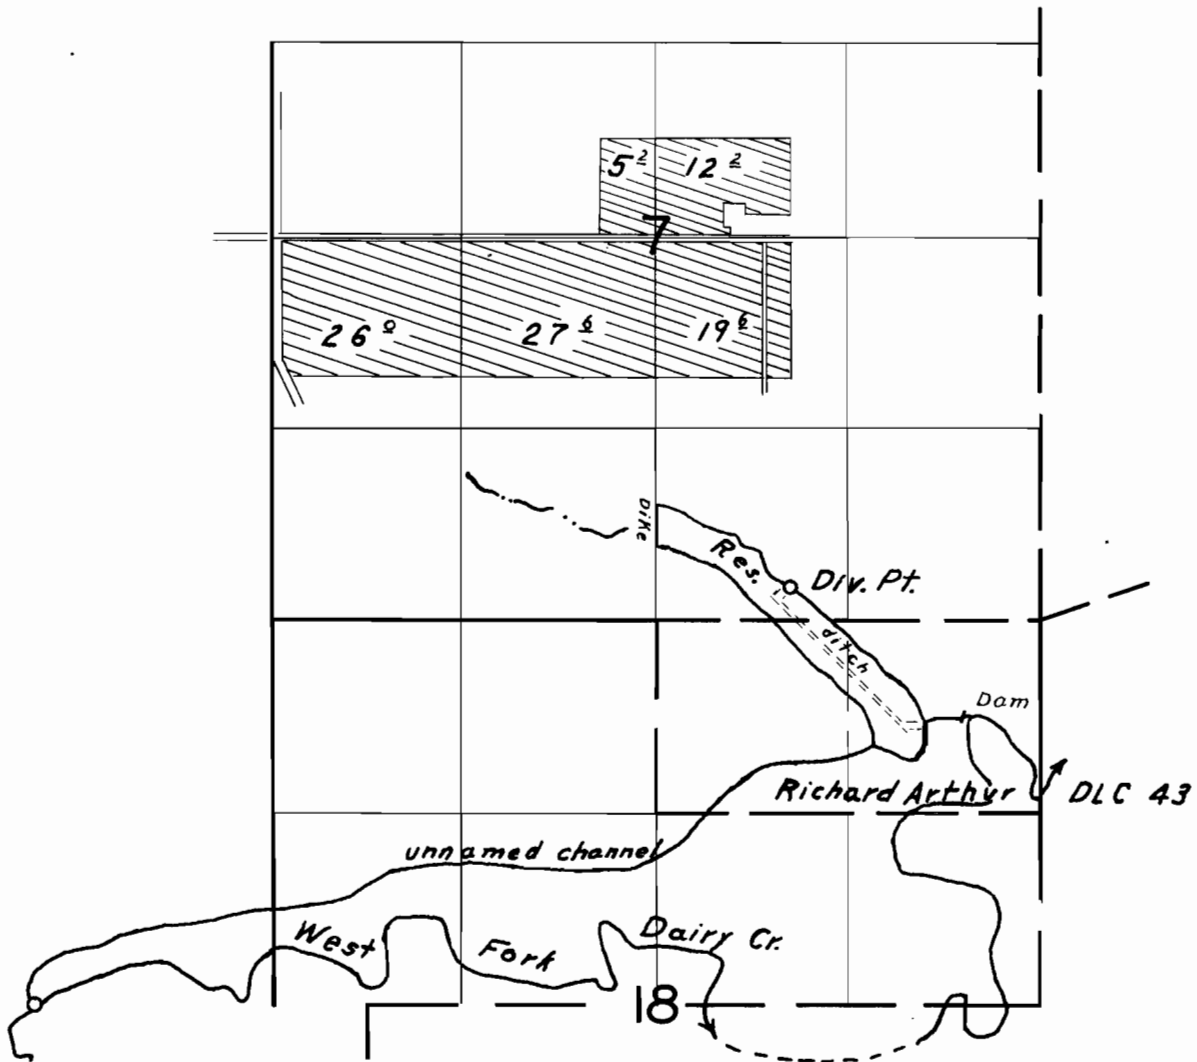 5 2 12 2
7
26 0 27 6 19 6
Dike
Res.
Div. Pt.
ditch
Dam
Richard Arthur DLC 43
unnamed channel
West Fork Dairy Cr.
18